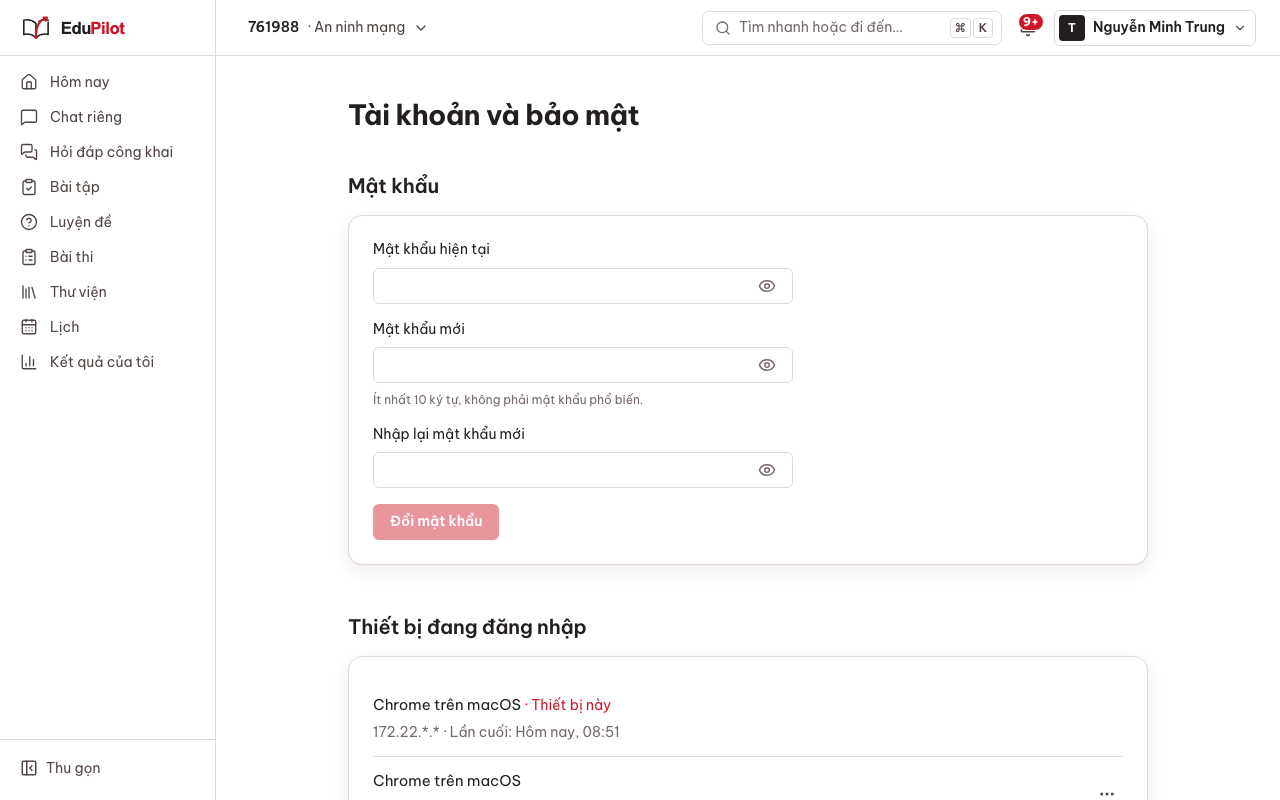 EduPilot
761988 · An ninh mạng
Tìm nhanh hoặc đi đến...
⌘ K
9+
T
Nguyễn Minh Trung
Hôm nay
Chat riêng
Hỏi đáp công khai
Bài tập
Luyện đề
Bài thi
Thư viện
Lịch
Kết quả của tôi
Thu gọn
Tài khoản và bảo mật
Mật khẩu
Mật khẩu hiện tại
Mật khẩu mới
Ít nhất 10 ký tự, không phải mật khẩu phổ biến.
Nhập lại mật khẩu mới
Đổi mật khẩu
Thiết bị đang đăng nhập
Chrome trên macOS · Thiết bị này
172.22.*.* · Lần cuối: Hôm nay, 08:51
Chrome trên macOS